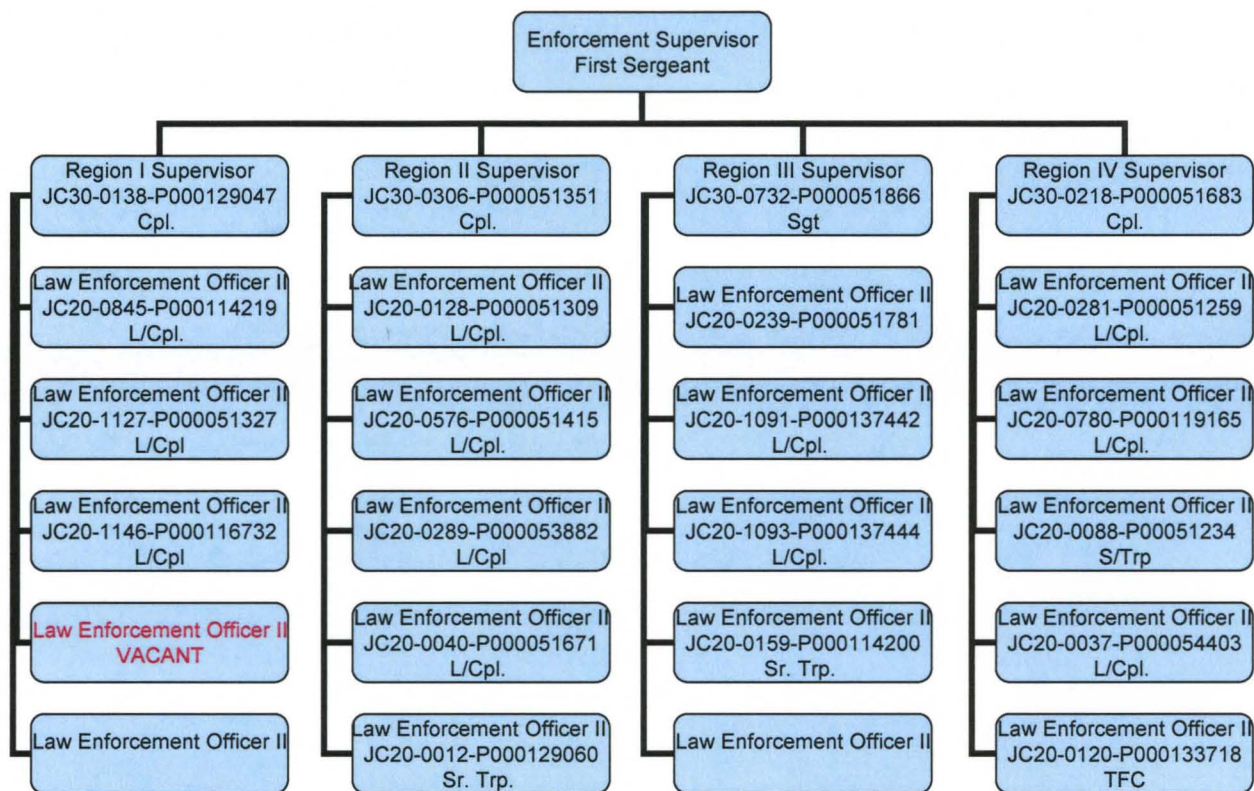 Enforcement Supervisor
First Sergeant
Region I Supervisor
JC30-0138-P000129047
Cpl.
Law Enforcement Officer II
JC20-0845-P000114219
L/Cpl.
Law Enforcement Officer II
JC20-1127-P000051327
L/Cpl
Law Enforcement Officer II
JC20-1146-P000116732
L/Cpl
Law Enforcement Officer II
VACANT
Law Enforcement Officer II
Region II Supervisor
JC30-0306-P000051351
Cpl.
Law Enforcement Officer II
JC20-0128-P000051309
L/Cpl.
Law Enforcement Officer II
JC20-0576-P000051415
L/Cpl.
Law Enforcement Officer II
JC20-0289-P000053882
L/Cpl
Law Enforcement Officer II
JC20-0040-P000051671
L/Cpl.
Law Enforcement Officer II
JC20-0012-P000129060
Sr. Trp.
Region III Supervisor
JC30-0732-P000051866
Sgt
Law Enforcement Officer II
JC20-0239-P000051781
Law Enforcement Officer II
JC20-1091-P000137442
L/Cpl.
Law Enforcement Officer II
JC20-1093-P000137444
L/Cpl.
Law Enforcement Officer II
JC20-0159-P000114200
Sr. Trp.
Law Enforcement Officer II
Region IV Supervisor
JC30-0218-P000051683
Cpl.
Law Enforcement Officer II
JC20-0281-P000051259
L/Cpl.
Law Enforcement Officer II
JC20-0780-P000119165
L/Cpl.
Law Enforcement Officer II
JC20-0088-P00051234
S/Trp
Law Enforcement Officer II
JC20-0037-P000054403
L/Cpl.
Law Enforcement Officer II
JC20-0120-P000133718
TFC